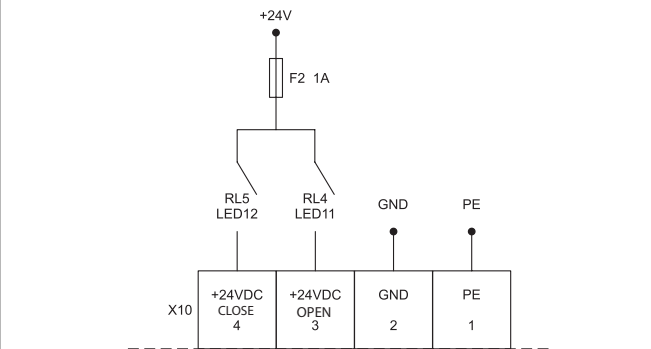 +24V
F2 1A
RL5
LED12
RL4
LED11
GND
PE
X10
+24VDC
CLOSE
4
+24VDC
OPEN
3
GND
2
PE
1